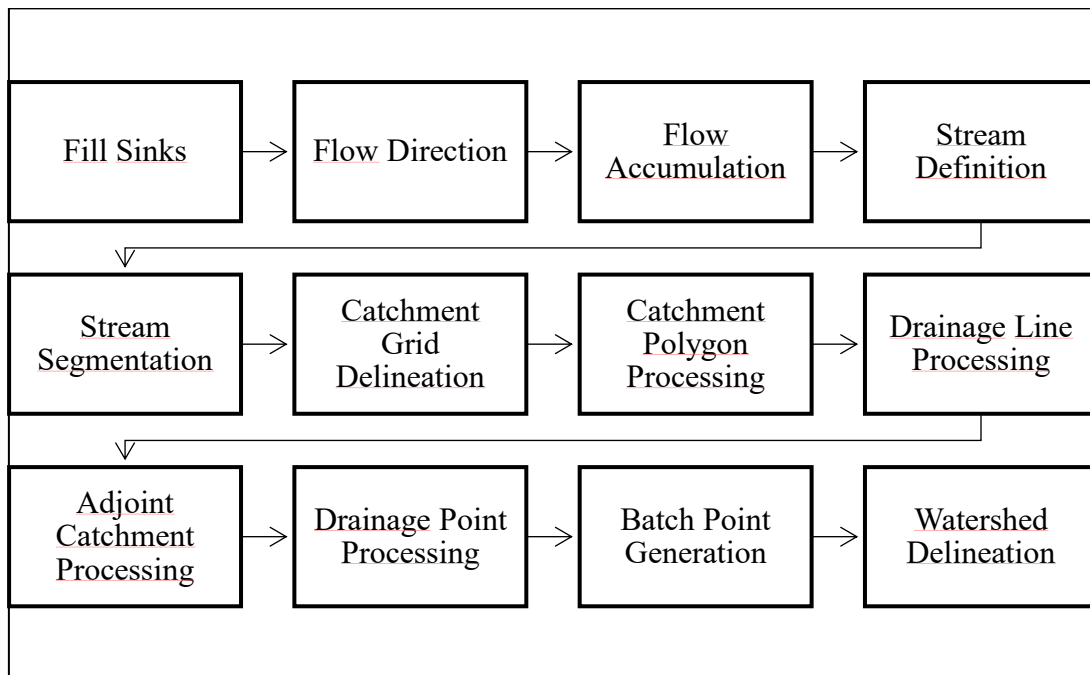 Fill Sinks
Flow Direction
Flow
Accumulation
Stream
Definition
Stream
Segmentation
Catchment
Grid
Delineation
Catchment
Polygon
Processing
Drainage Line
Processing
Adjoint
Catchment
Processing
Drainage Point
Processing
Batch Point
Generation
Watershed
Delineation